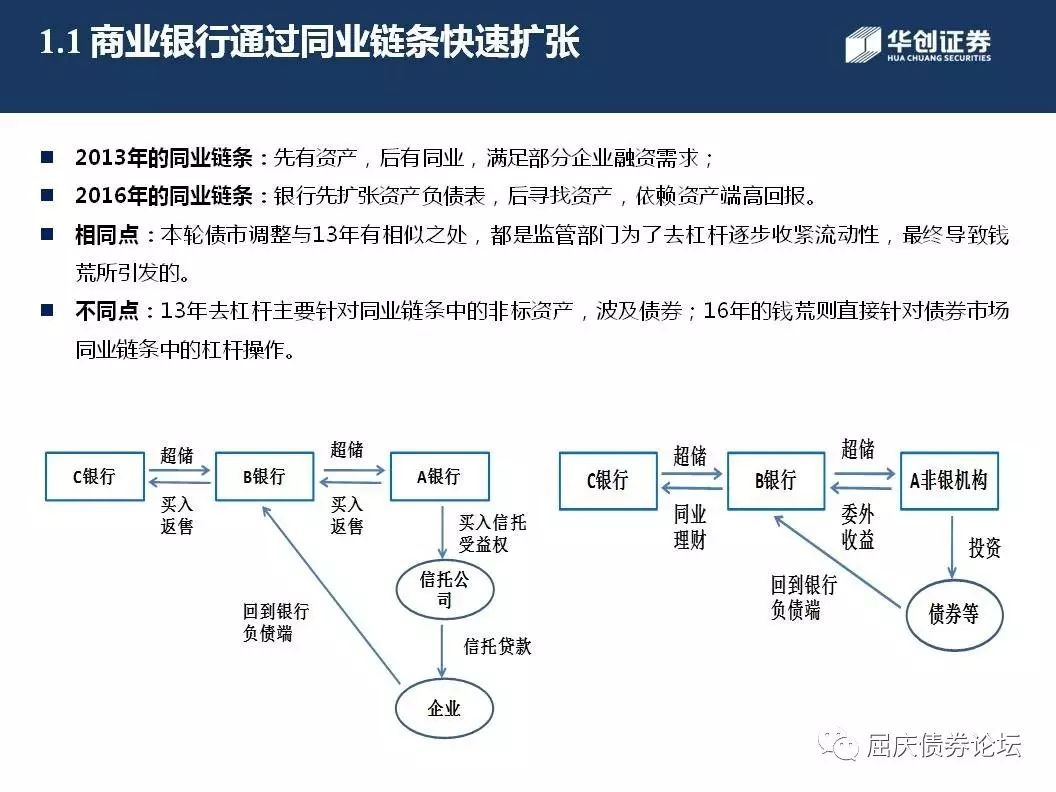 1.1 商业银行通过同业链条快速扩张
华创证券
HUA CHUANG SECURITIES
2013年的同业链条：先有资产，后有同业，满足部分企业融资需求；
2016年的同业链条：银行先扩张资产负债表，后寻找资产，依赖资产端高回报。
相同点：本轮债市调整与13年有相似之处，都是监管部门为了去杠杆逐步收紧流动性，最终导致钱
荒所引发的。
不同点：13年去杠杆主要针对同业链条中的非标资产，波及债券；16年的钱荒则直接针对债券市场
同业链条中的杠杆操作。
C银行
超储
买入
返售
B银行
超储
买入
返售
A银行
买入信托
受益权
信托公
司
信托贷款
企业
回到银行
负债端
C银行
超储
同业
理财
B银行
超储
委外
收益
A非银机构
投资
债券等
回到银行
负债端
屈庆债券论坛